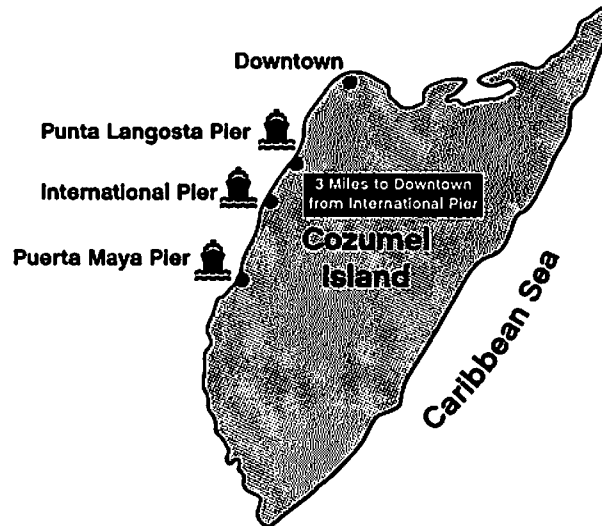 Downtown
Punta Langosta Pier
International Pier
3 Miles to Downtown
from International Pier
Cozumel
Island
Puerta Maya Pier
Caribbean Sea